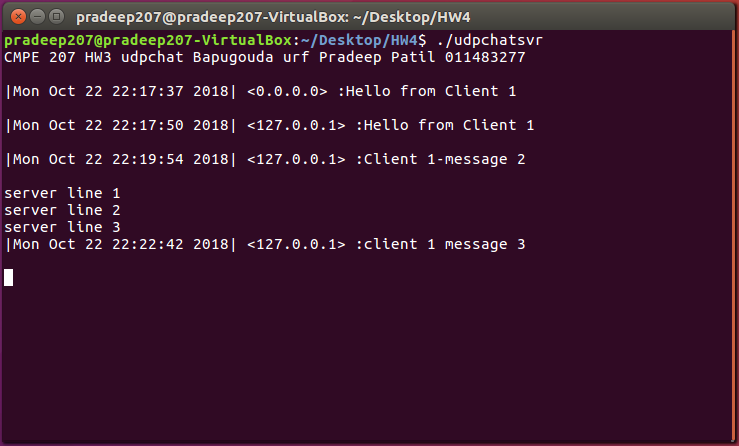 pradeep207@pradeep207-VirtualBox: ~/Desktop/HW4
pradeep207@pradeep207-VirtualBox:~/Desktop/HW4$ ./udpchatsvr
CMPE 207 HW3 udpchat Bapugouda urf Pradeep Patil 011483277
|Mon Oct 22 22:17:37 2018| <0.0.0.0> :Hello from Client 1
|Mon Oct 22 22:17:50 2018| <127.0.0.1> :Hello from Client 1
|Mon Oct 22 22:19:54 2018| <127.0.0.1> :Client 1-message 2
server line 1
server line 2
server line 3
|Mon Oct 22 22:22:42 2018| <127.0.0.1> :client 1 message 3